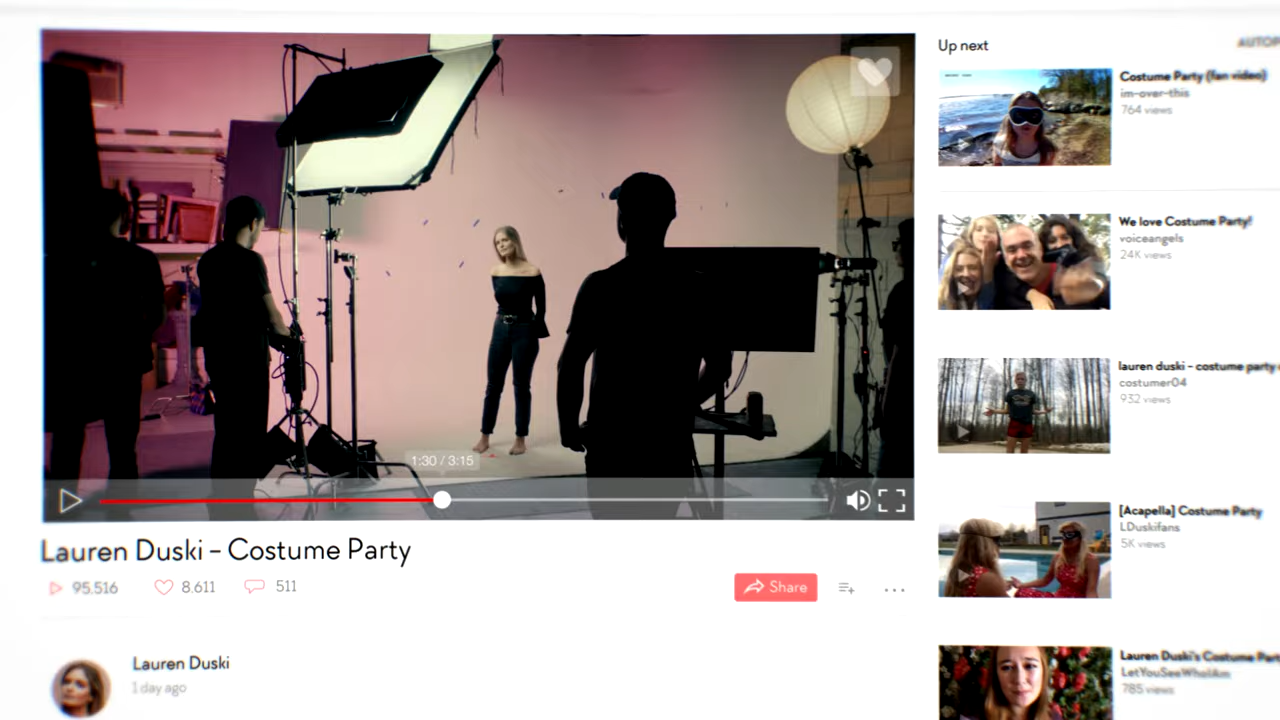 1:30 / 3:15
Lauren Duski – Costume Party
95.516
8.611
511
Share
Lauren Duski
1 day ago
Up next
Costume Party (fan video)
im-over-this
764 views
We love Costume Party!
voiceangels
24K views
lauren duski - costume party
costumer04
932 views
[Acapella] Costume Party
LDuskifans
5K views
Lauren Duski's Costume
LetYouSeeWhoIAm
785 views